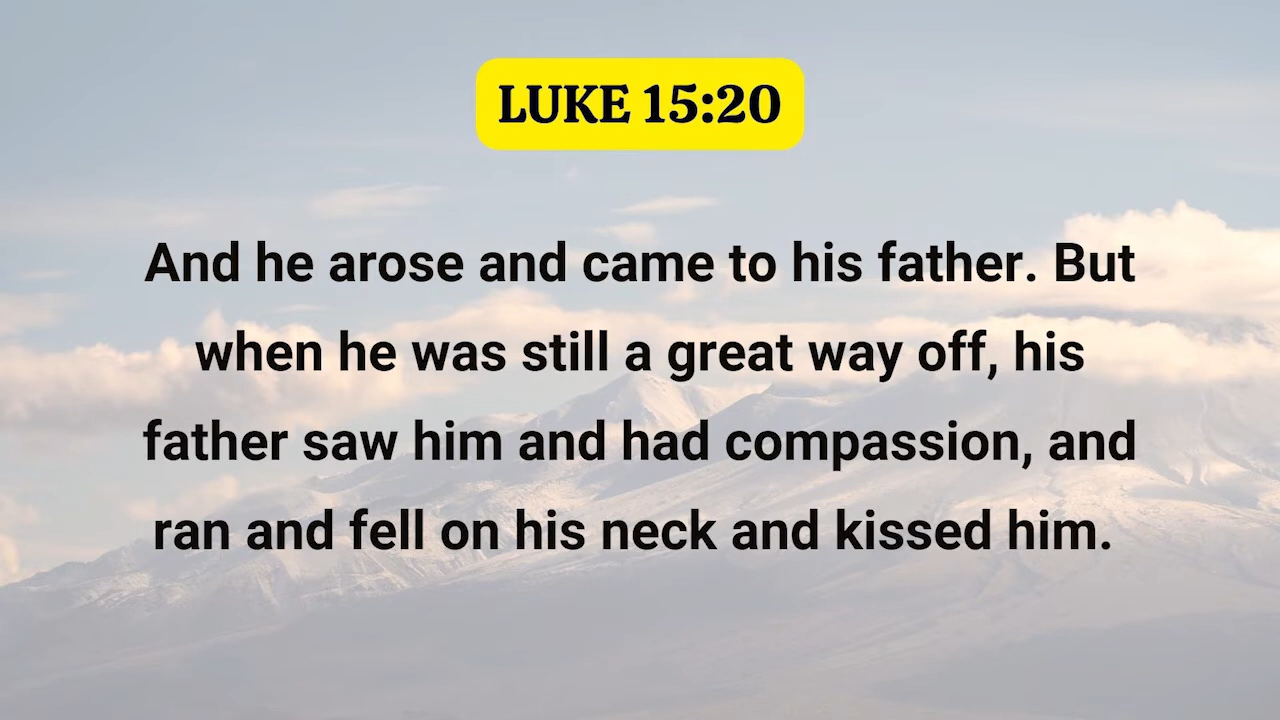 LUKE 15:20
And he arose and came to his father. But
when he was still a great way off, his
father saw him and had compassion, and
ran and fell on his neck and kissed him.